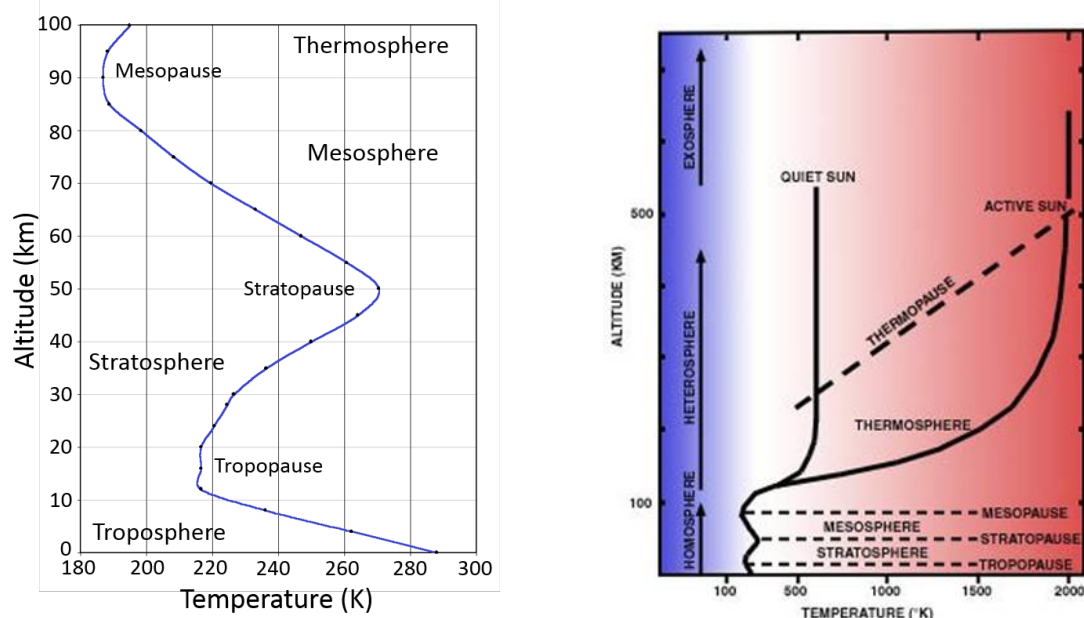 100
90
80
70
60
50
40
30
20
10
0
Altitude (km)
Thermosphere
Mesopause
Mesosphere
Stratopause
Stratosphere
Tropopause
Troposphere
180 200 220 240 260 280 300
Temperature (K)
ALTITUDE (KM)
500
100
EXOSPHERE
HETEROSPHERE
HOMOSPHERE
QUIET SUN
ACTIVE SUN
THERMOPAUSE
THERMOSPHERE
MESOPAUSE
MESOSPHERE
STRATOPAUSE
STRATOSPHERE
TROPOPAUSE
100 500 1000 1500 2000
TEMPERATURE (°K)